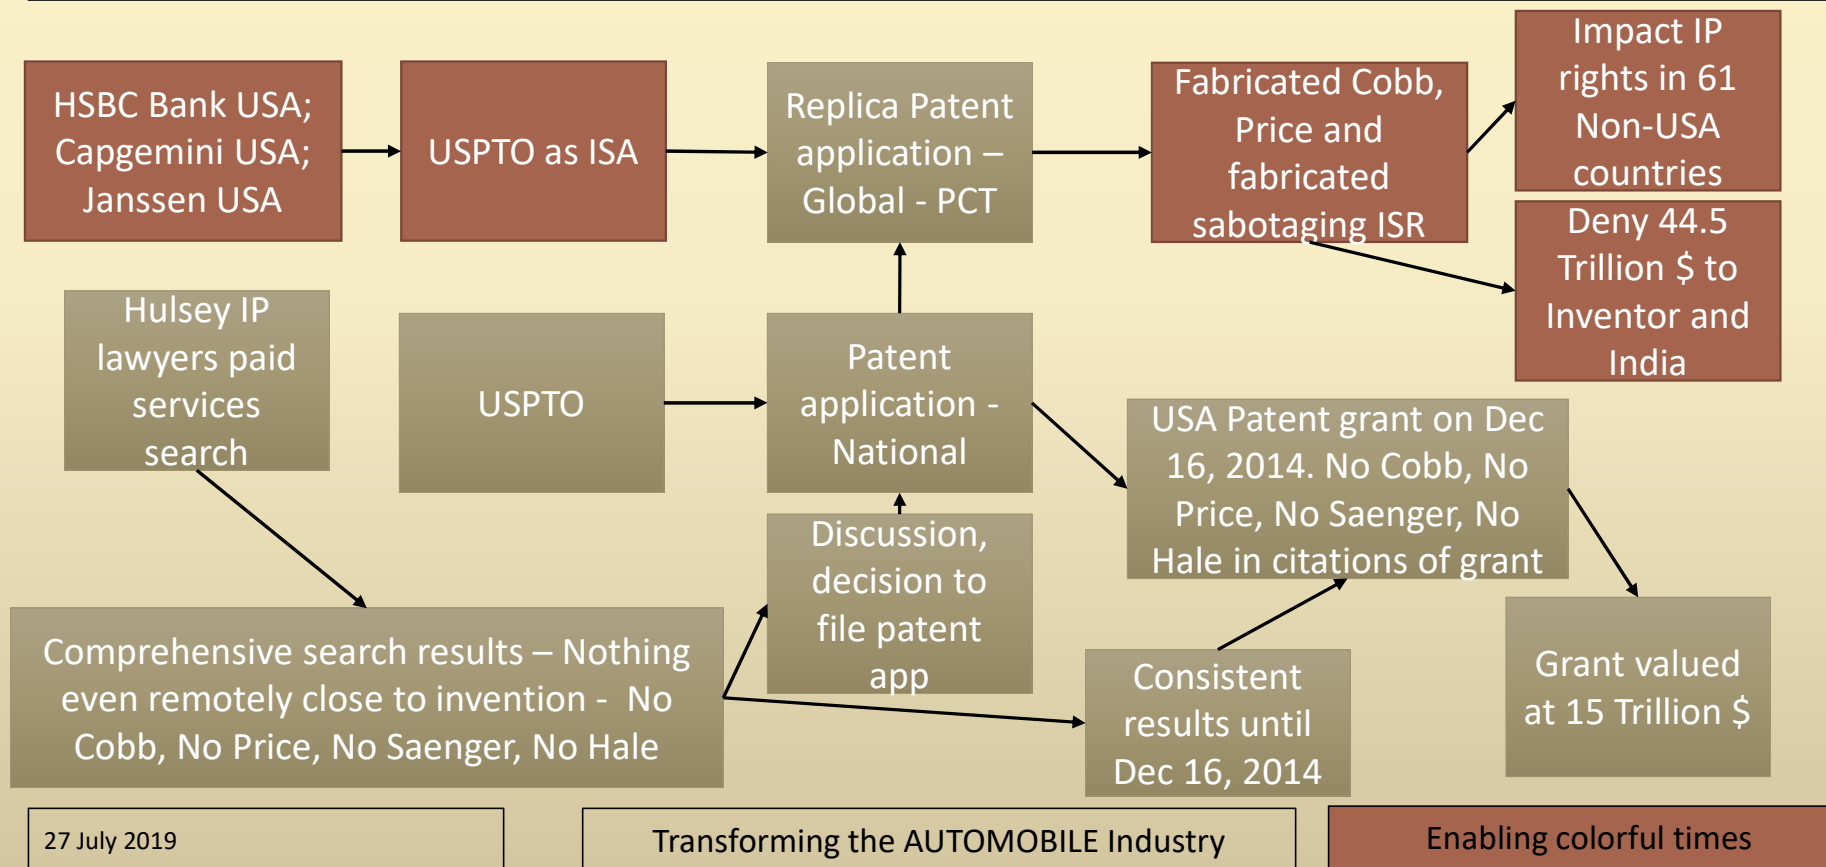 HSBC Bank USA;
Capgemini USA;
Janssen USA
USPTO as ISA
Replica Patent
application –
Global - PCT
Fabricated Cobb,
Price and
fabricated
sabotaging ISR
Impact IP
rights in 61
Non-USA
countries
Deny 44.5
Trillion $ to
Inventor and
India
Hulsey IP
lawyers paid
services
search
USPTO
Patent
application -
National
USA Patent grant on Dec
16, 2014. No Cobb, No
Price, No Saenger, No
Hale in citations of grant
Discussion,
decision to
file patent
app
Comprehensive search results – Nothing
even remotely close to invention -  No
Cobb, No Price, No Saenger, No Hale
Consistent
results until
Dec 16, 2014
Grant valued
at 15 Trillion $
27 July 2019
Transforming the AUTOMOBILE Industry
Enabling colorful times